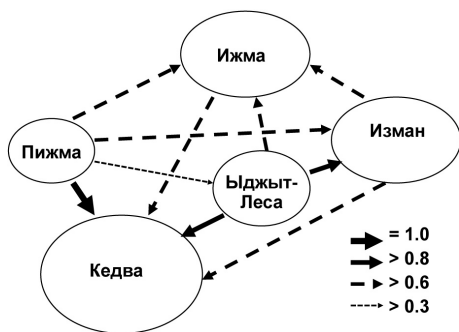 Ижма
Пижма
Изман
Ыджыт-
Леса
Кедва
= 1.0
> 0.8
> 0.6
> 0.3